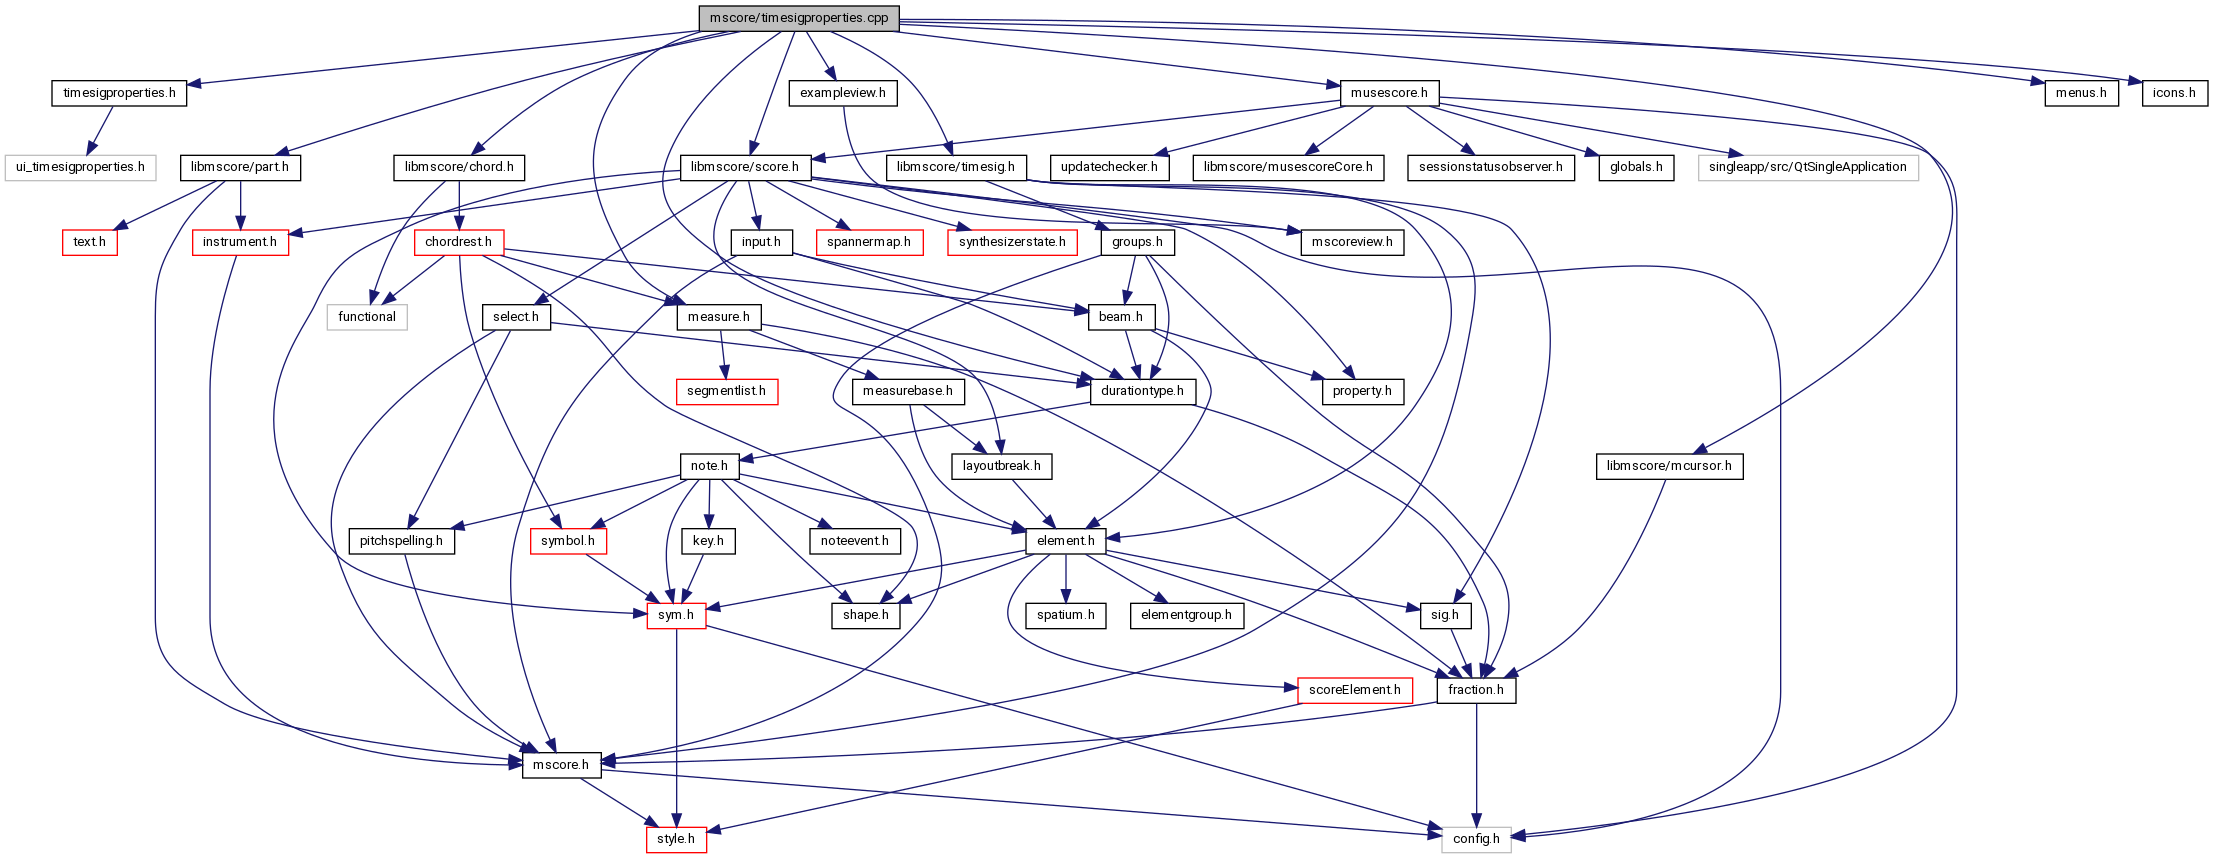 mscore/timesigproperties.cpp
timesigproperties.h
exampleview.h
musescore.h
menus.h
icons.h
ui_timesigproperties.h
libmscore/part.h
libmscore/chord.h
libmscore/score.h
libmscore/timesig.h
updatechecker.h
libmscore/musescoreCore.h
sessionstatusobserver.h
globals.h
singleapp/src/QtSingleApplication
text.h
instrument.h
chordrest.h
input.h
spannermap.h
synthesizerstate.h
groups.h
mscoreview.h
functional
select.h
measure.h
beam.h
segmentlist.h
measurebase.h
durationtype.h
property.h
note.h
layoutbreak.h
libmscore/mcursor.h
pitchspelling.h
symbol.h
key.h
noteevent.h
element.h
sym.h
shape.h
spatium.h
elementgroup.h
sig.h
scoreElement.h
fraction.h
mscore.h
style.h
config.h